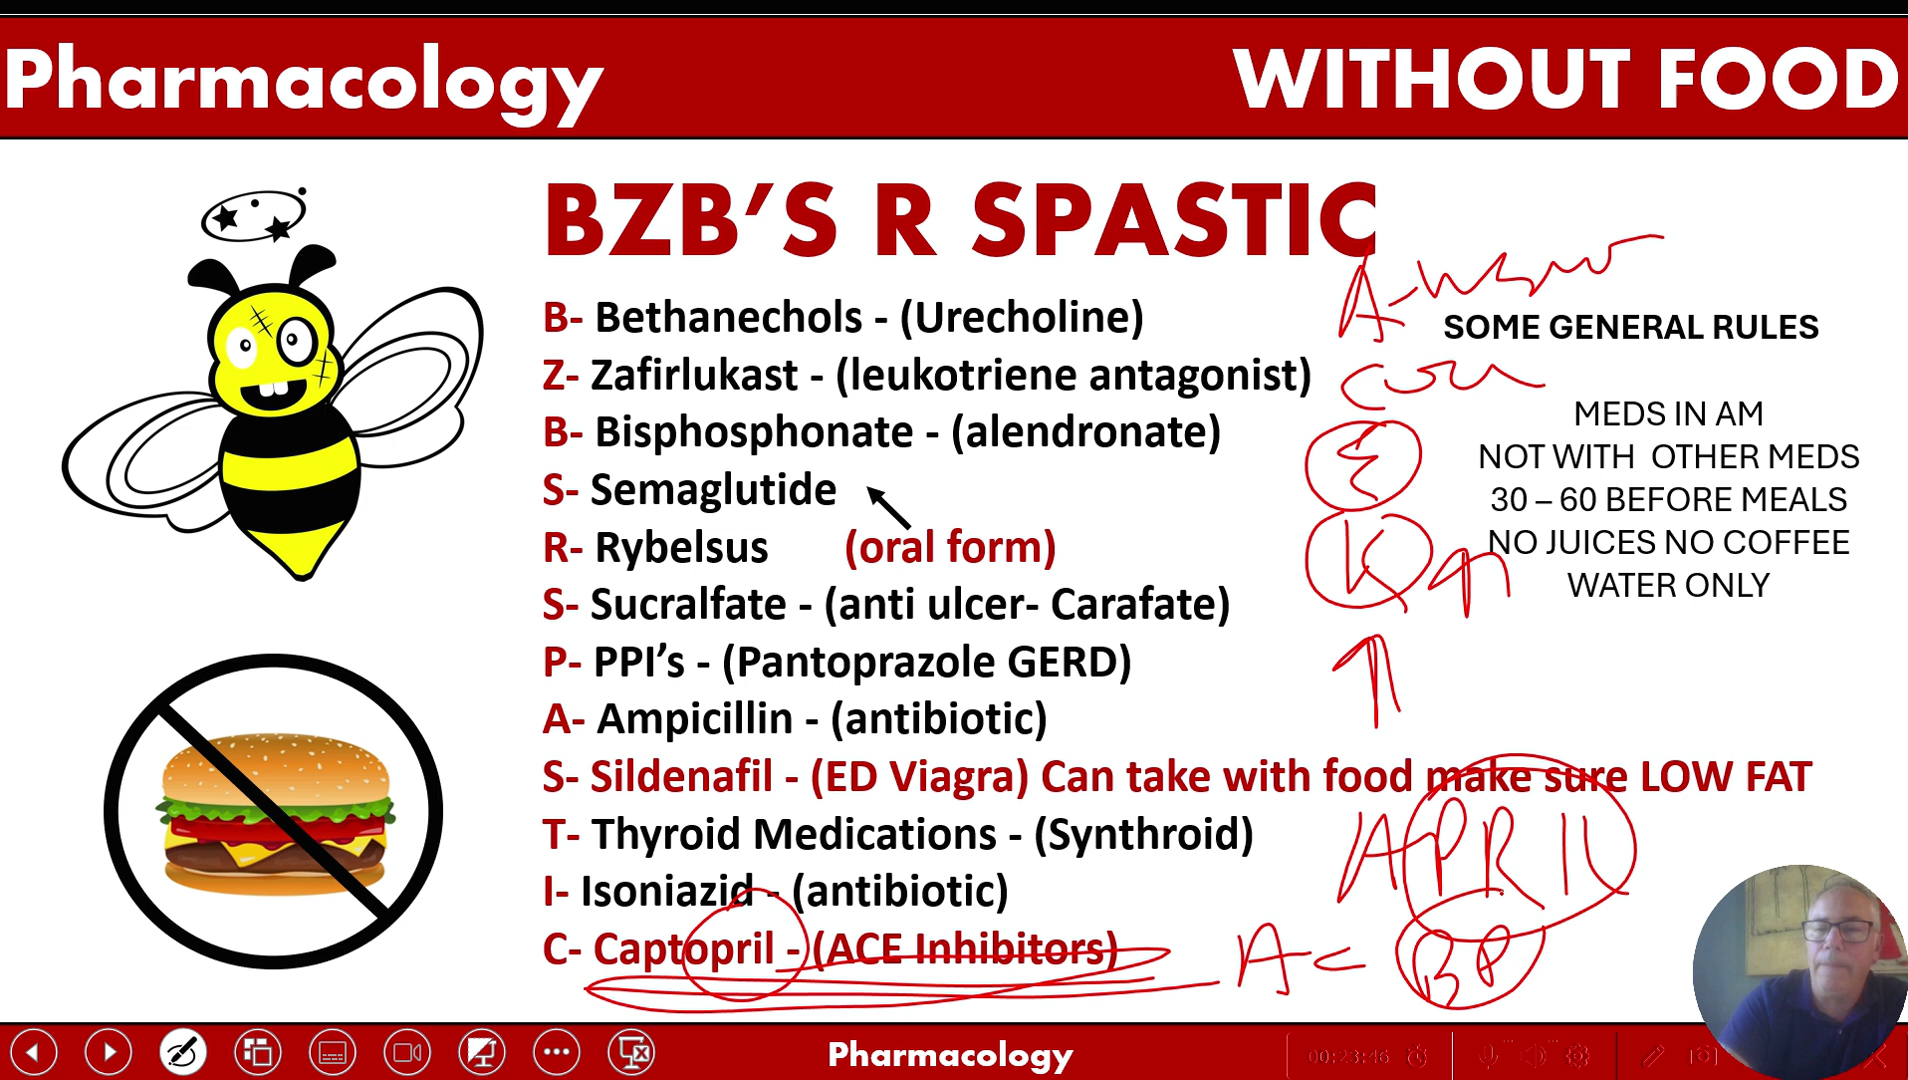 Pharmacology
WITHOUT FOOD
BZB'S R SPASTIC
B- Bethanechols - (Urecholine)
Z- Zafirlukast - (leukotriene antagonist)
B- Bisphosphonate - (alendronate)
S- Semaglutide
R- Rybelsus (oral form)
S- Sucralfate - (anti ulcer- Carafate)
P- PPI's - (Pantoprazole GERD)
A- Ampicillin - (antibiotic)
S- Sildenafil - (ED Viagra) Can take with food make sure LOW FAT
T- Thyroid Medications - (Synthroid)
I- Isoniazid - (antibiotic)
C- Captopril - (ACE Inhibitors)
SOME GENERAL RULES
MEDS IN AM
NOT WITH OTHER MEDS
30 – 60 BEFORE MEALS
NO JUICES NO COFFEE
WATER ONLY
A-
K
APRIL
A
BP
Pharmacology
00:23:46